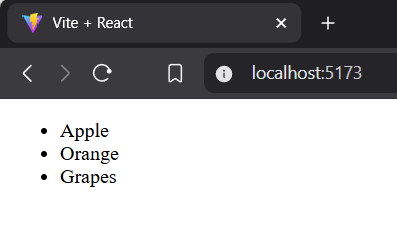 Vite + React
localhost:5173
• Apple
• Orange
• Grapes